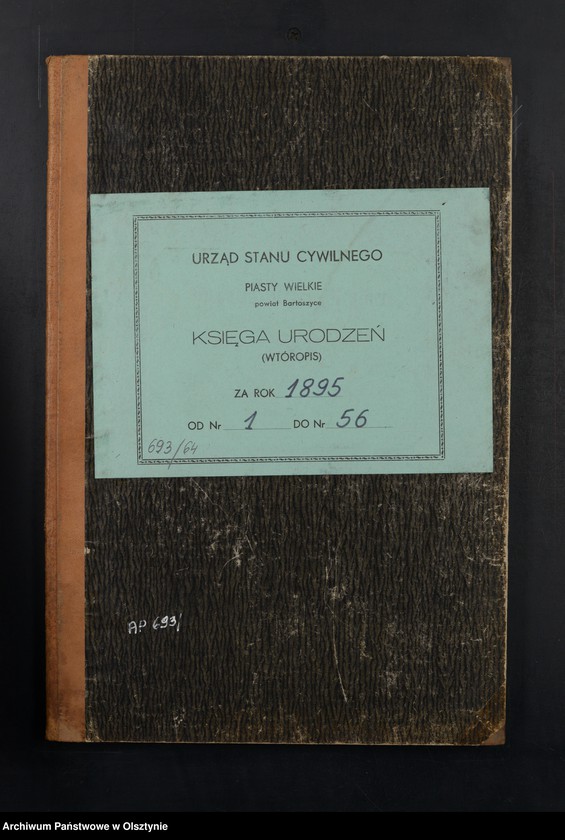 URZĄD STANU CYWILNEGO
PIASTY WIELKIE
powiat Bartoszyce
KSIĘGA URODZEŃ
(WTÓROPIS)
ZA ROK 1895
OD Nr 1 DO Nr 56
693/64
AP 693/
Archiwum Państwowe w Olsztynie